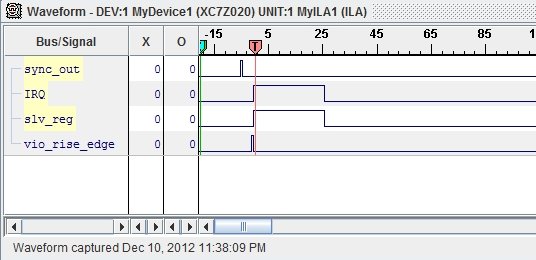 Waveform - DEV:1 MyDevice1 (XC7Z020) UNIT:1 MyILA1 (ILA)
Bus/Signal X O -15 5 25 45 65 85
T
sync_out 0 0
IRQ 0 0
slv_reg 0 0
vio_rise_edge 0 0
Waveform captured Dec 10, 2012 11:38:09 PM